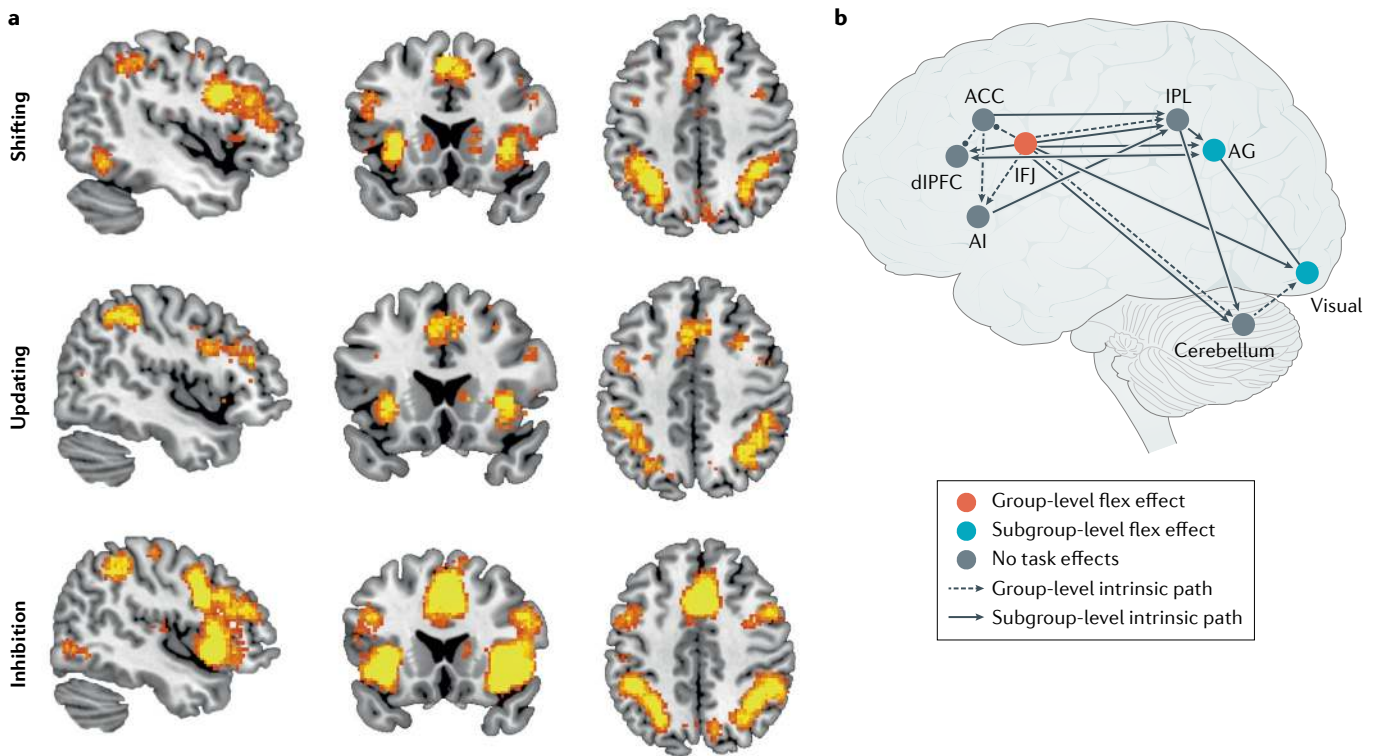 a
Shifting
Updating
Inhibition
b
ACC
IPL
dlPFC
IFJ
AG
AI
Visual
Cerebellum
Group-level flex effect
Subgroup-level flex effect
No task effects
Group-level intrinsic path
Subgroup-level intrinsic path